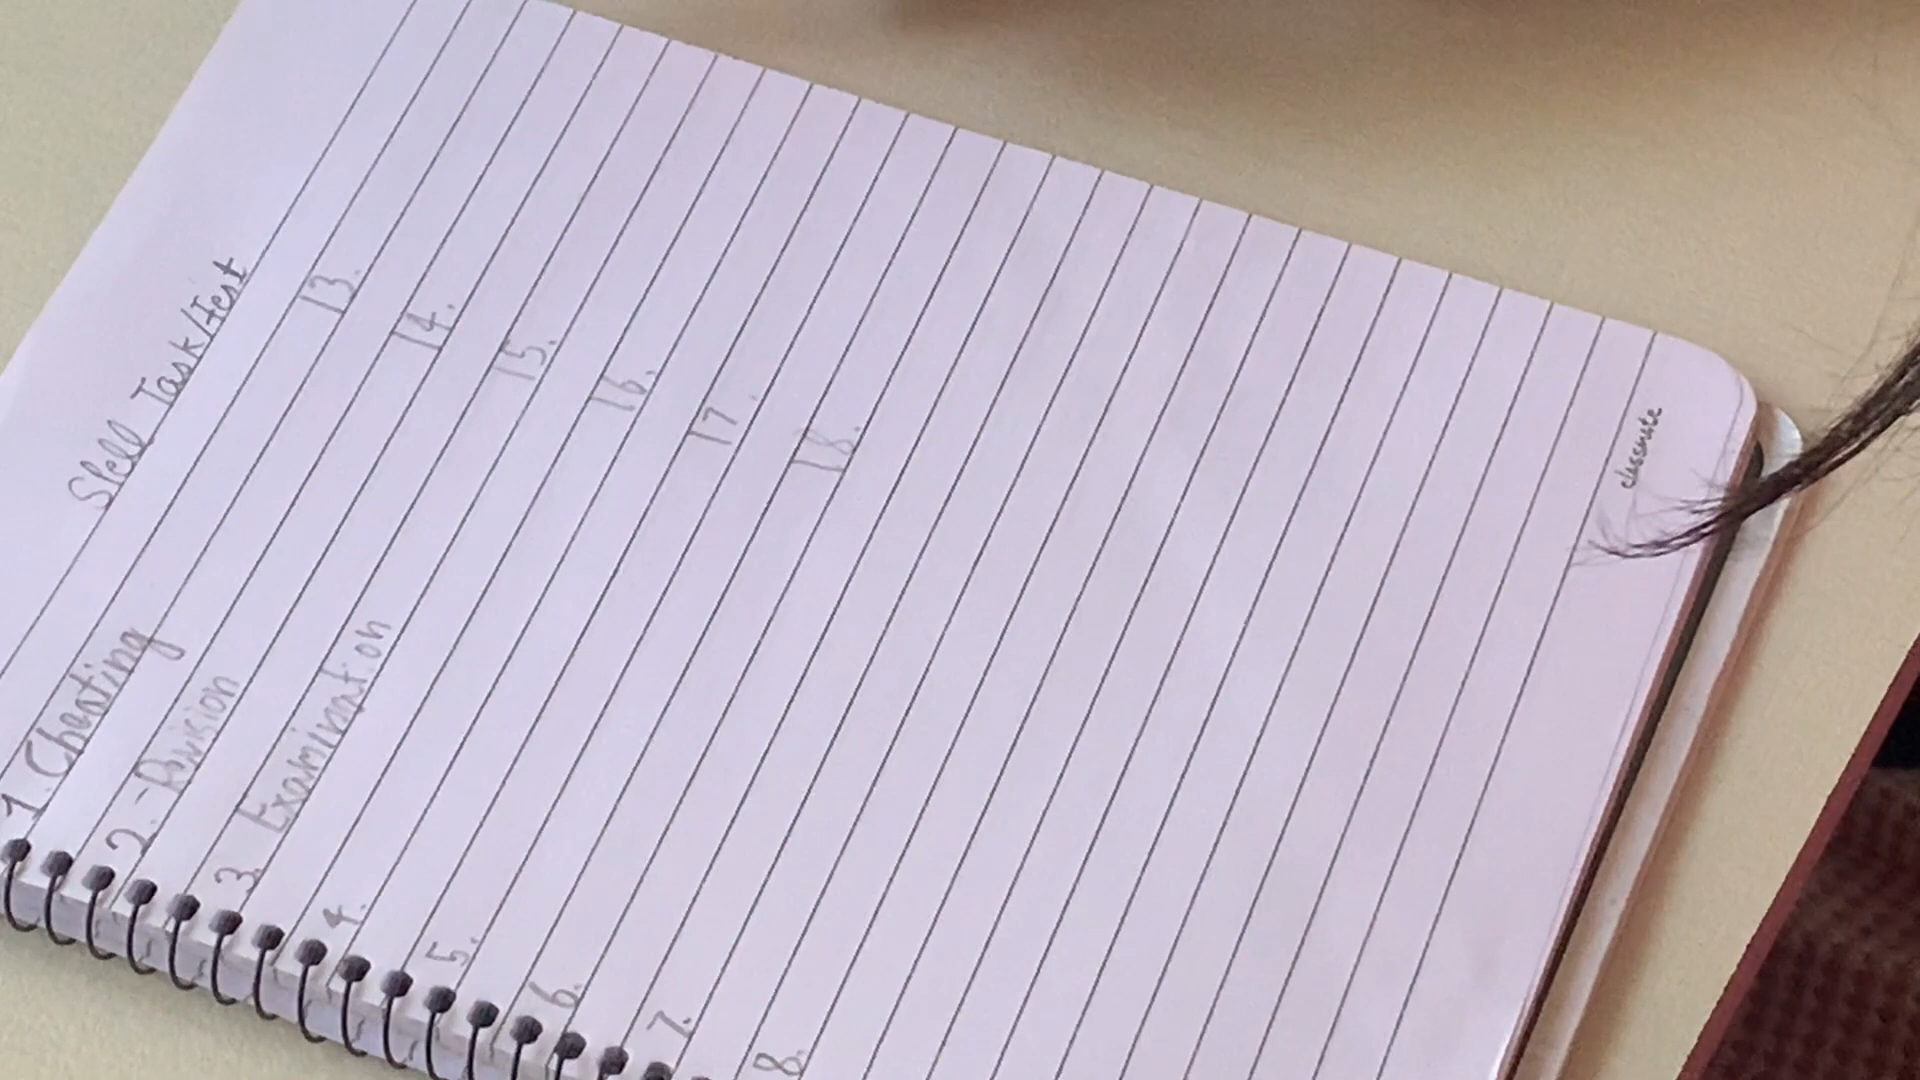 Spell Task/Test
1. Cheating 13.
2. Revision 14.
3. Examination 15.
4. 16.
5. 17.
6. 18.
7.
8.
classmate